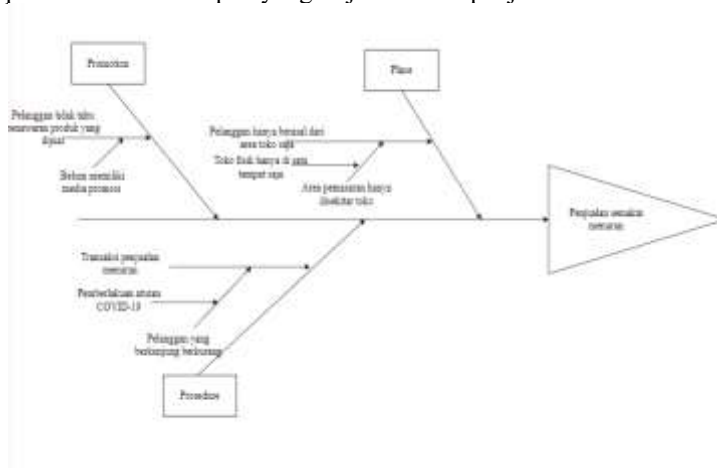 Promotion
Place
Pelanggan tidak tahu
penawaran produk yang
dijual
Belum memiliki
media promosi
Pelanggan hanya berasal dari
area toko saja
Toko fisik hanya di satu
tempat saja
Area pemasaran hanya
disekitar toko
Penjualan semakin
menurun
Transaksi penjualan
menurun
Pemberlakuan aturan
COVID-19
Pelanggan yang
berkunjung berkurang
Procedure